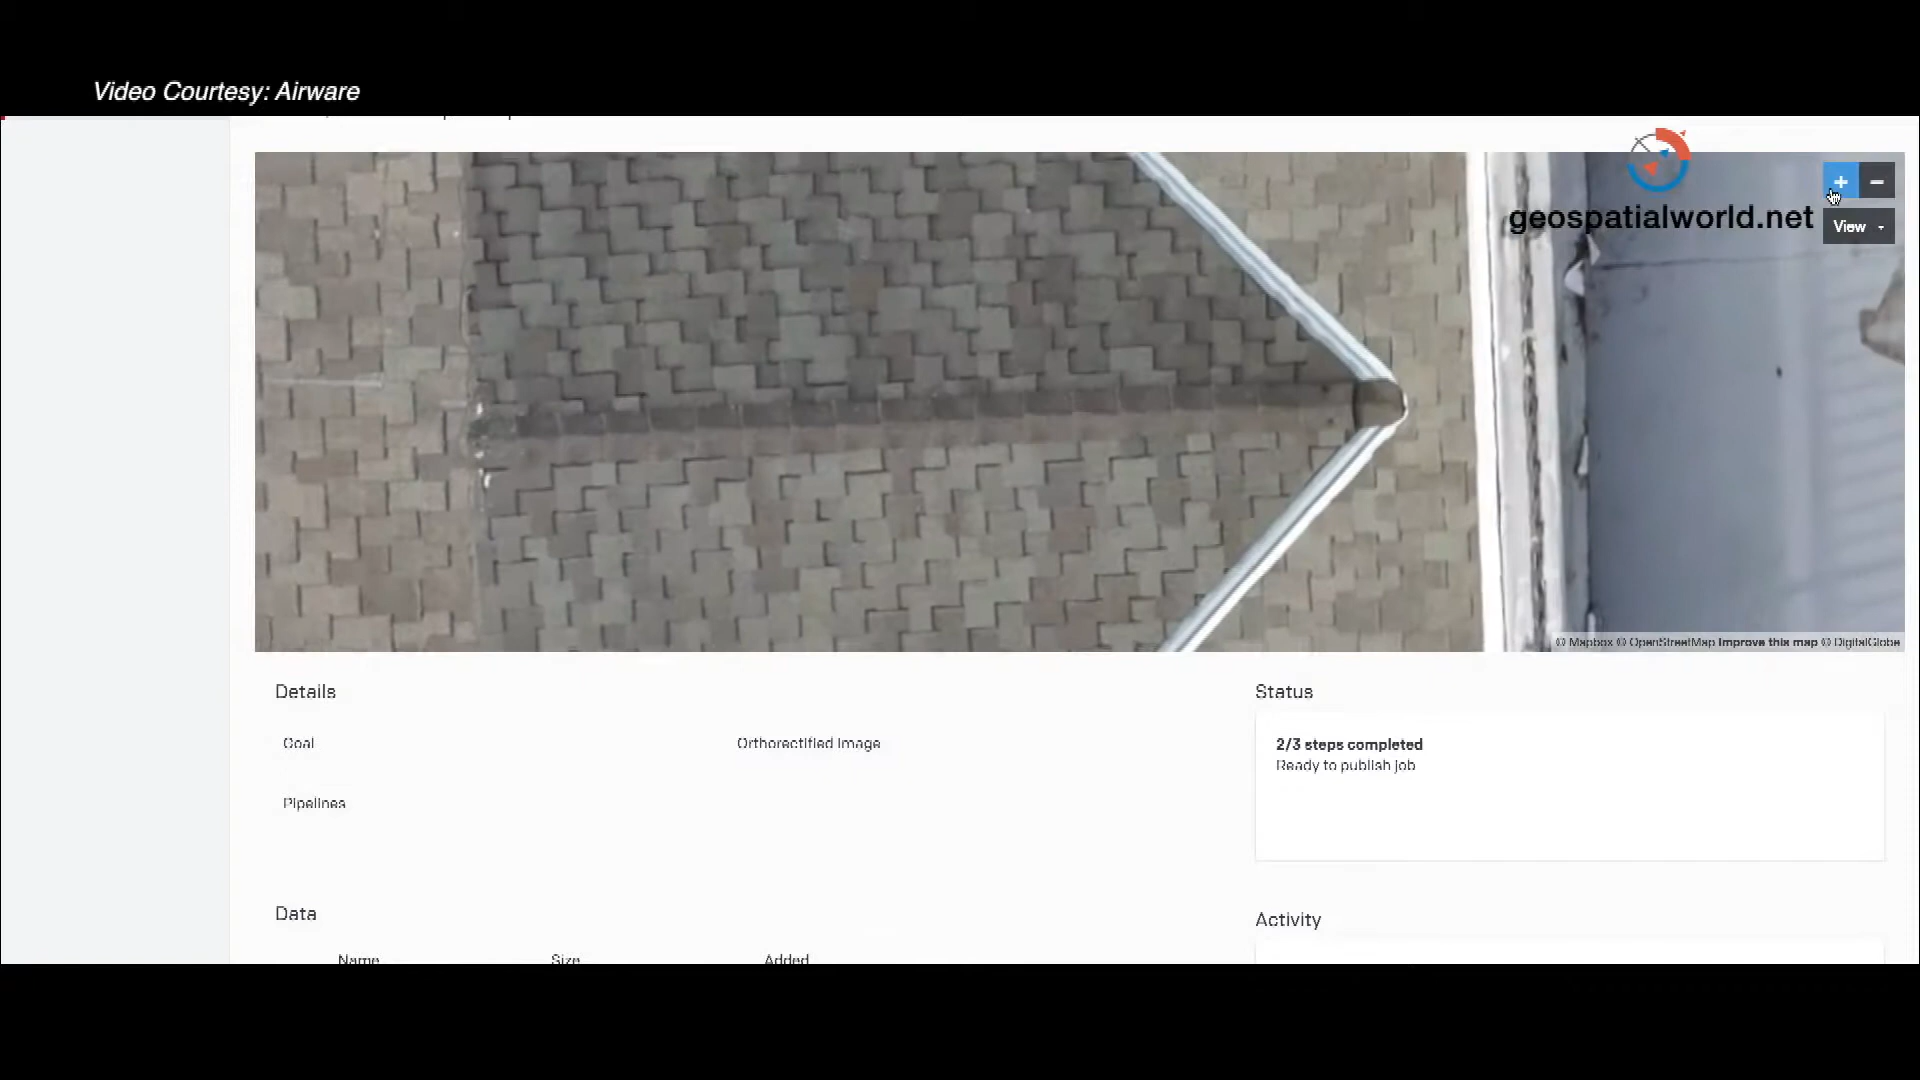 Video Courtesy: Airware
geospatialworld.net
+ −
View
© Mapbox © OpenStreetMap Improve this map © DigitalGlobe
Details
Goal
Orthorectified Image
Pipelines
Status
2/3 steps completed
Ready to publish job
Data
Name
Size
Added
Activity